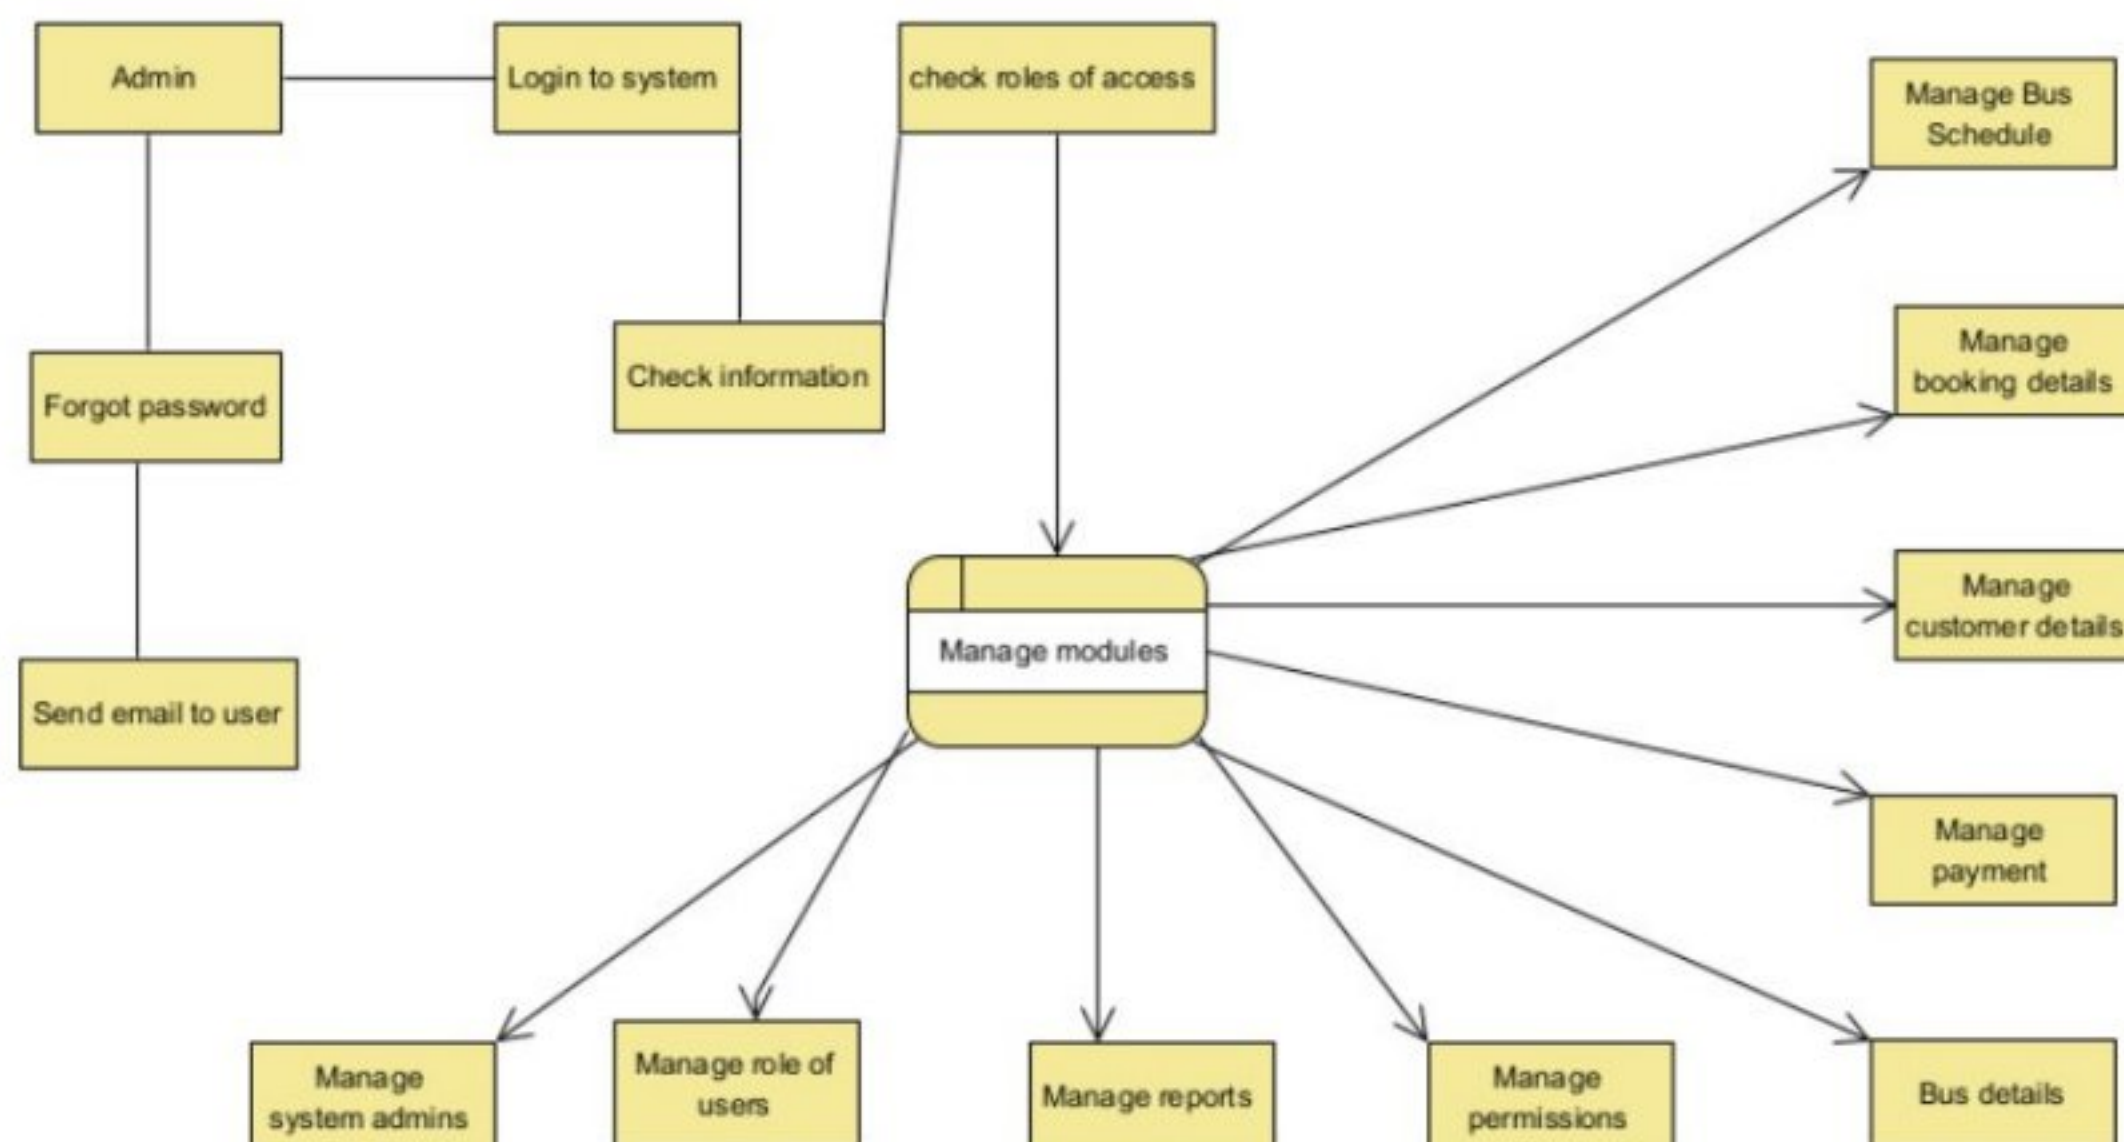 Admin
Login to system
check roles of access
Manage Bus
Schedule
Manage
booking details
Check information
Forgot password
Manage
customer details
Manage modules
Send email to user
Manage
payment
Manage
system admins
Manage role of
users
Manage reports
Manage
permissions
Bus details